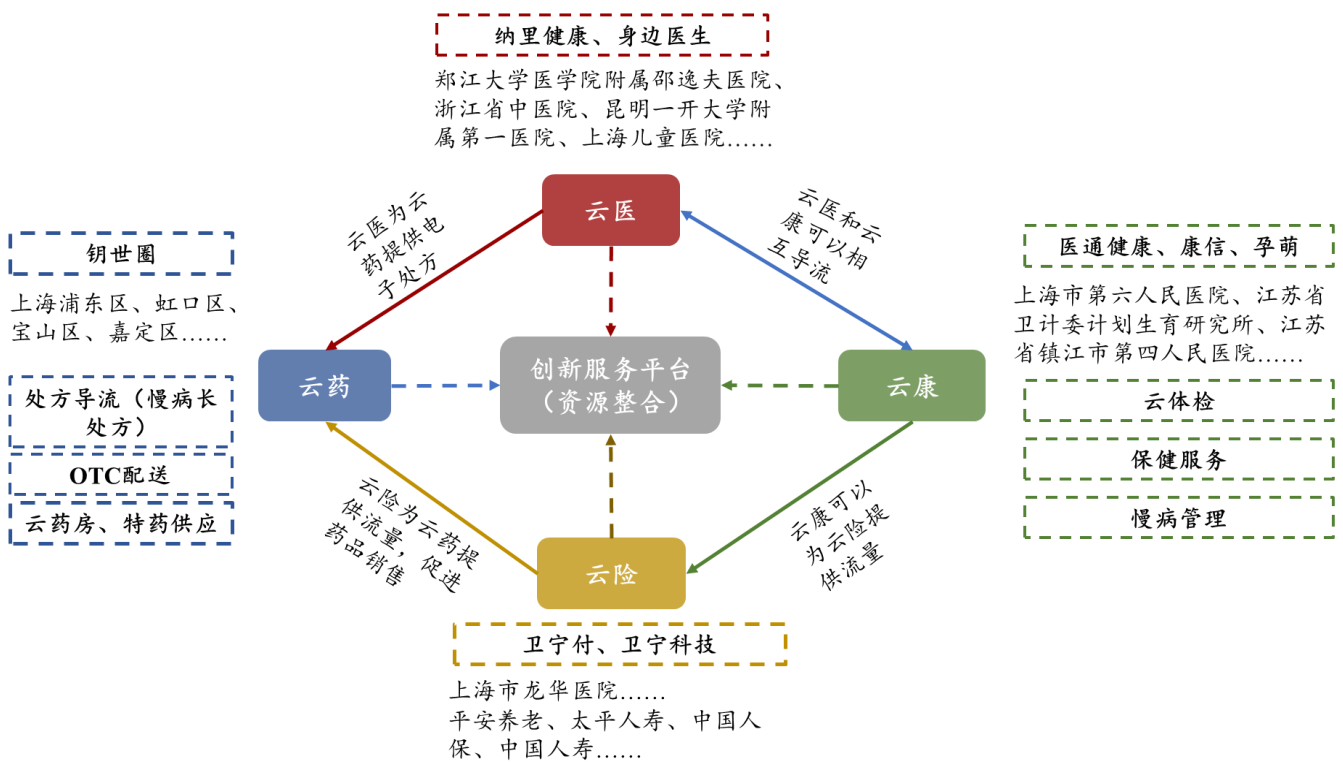 纳里健康、身边医生
郑江大学医学院附属邵逸夫医院、
浙江省中医院、昆明一开大学附
属第一医院、上海儿童医院……
云医
云医为云
药提供电
子处方
云医和云
康可以相
互导流
钥世圈
上海浦东区、虹口区、
宝山区、嘉定区……
医通健康、康信、孕萌
上海市第六人民医院、江苏省
卫计委计划生育研究所、江苏
省镇江市第四人民医院……
云药
创新服务平台
（资源整合）
云康
处方导流（慢病长
处方）
OTC配送
云药房、特药供应
云体检
保健服务
慢病管理
云险为云药提
供流量，促进
药品销售
云康可以
为云险提
供流量
云险
卫宁付、卫宁科技
上海市龙华医院……
平安养老、太平人寿、中国人
保、中国人寿……